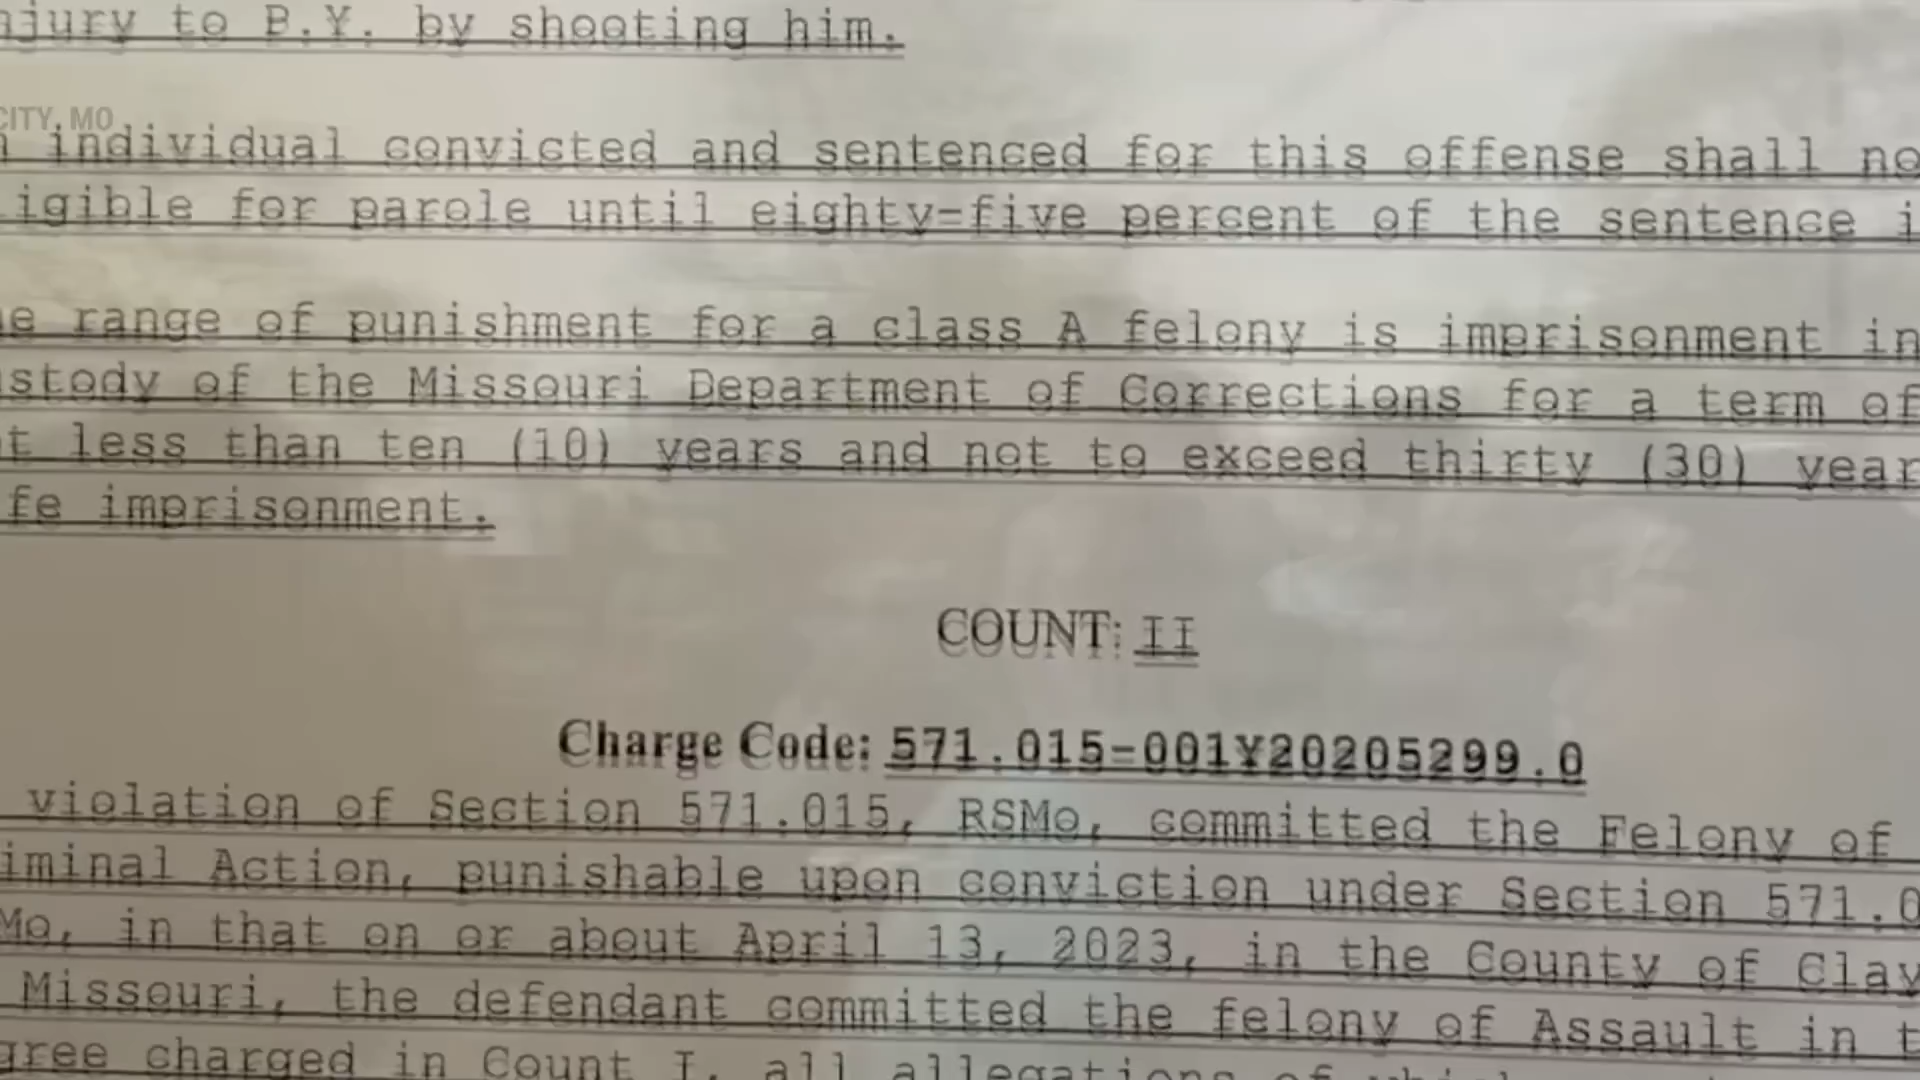 njury to B.Y. by shooting him.
CITY, MO
n individual convicted and sentenced for this offense shall no
igible for parole until eighty-five percent of the sentence i
e range of punishment for a class A felony is imprisonment in
stody of the Missouri Department of Corrections for a term of
t less than ten (10) years and not to exceed thirty (30) year
fe imprisonment.
COUNT: II
Charge Code: 571.015-001Y20205299.0
violation of Section 571.015, RSMo, committed the Felony of
iminal Action, punishable upon conviction under Section 571.0
Mo, in that on or about April 13, 2023, in the County of Clay
Missouri, the defendant committed the felony of Assault in t
gree charged in Count I, all allegations of which